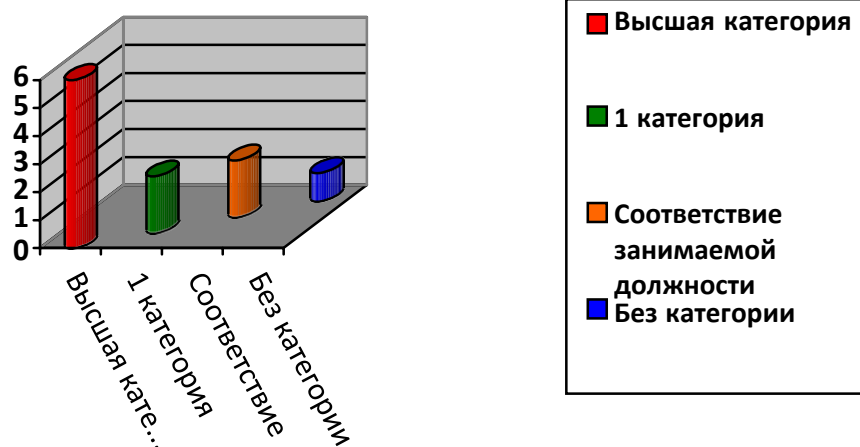 6
5
4
3
2
1
0
Высшая кате...
1 категория
Соответствие
Без категории
Высшая категория
1 категория
Соответствие
занимаемой
должности
Без категории